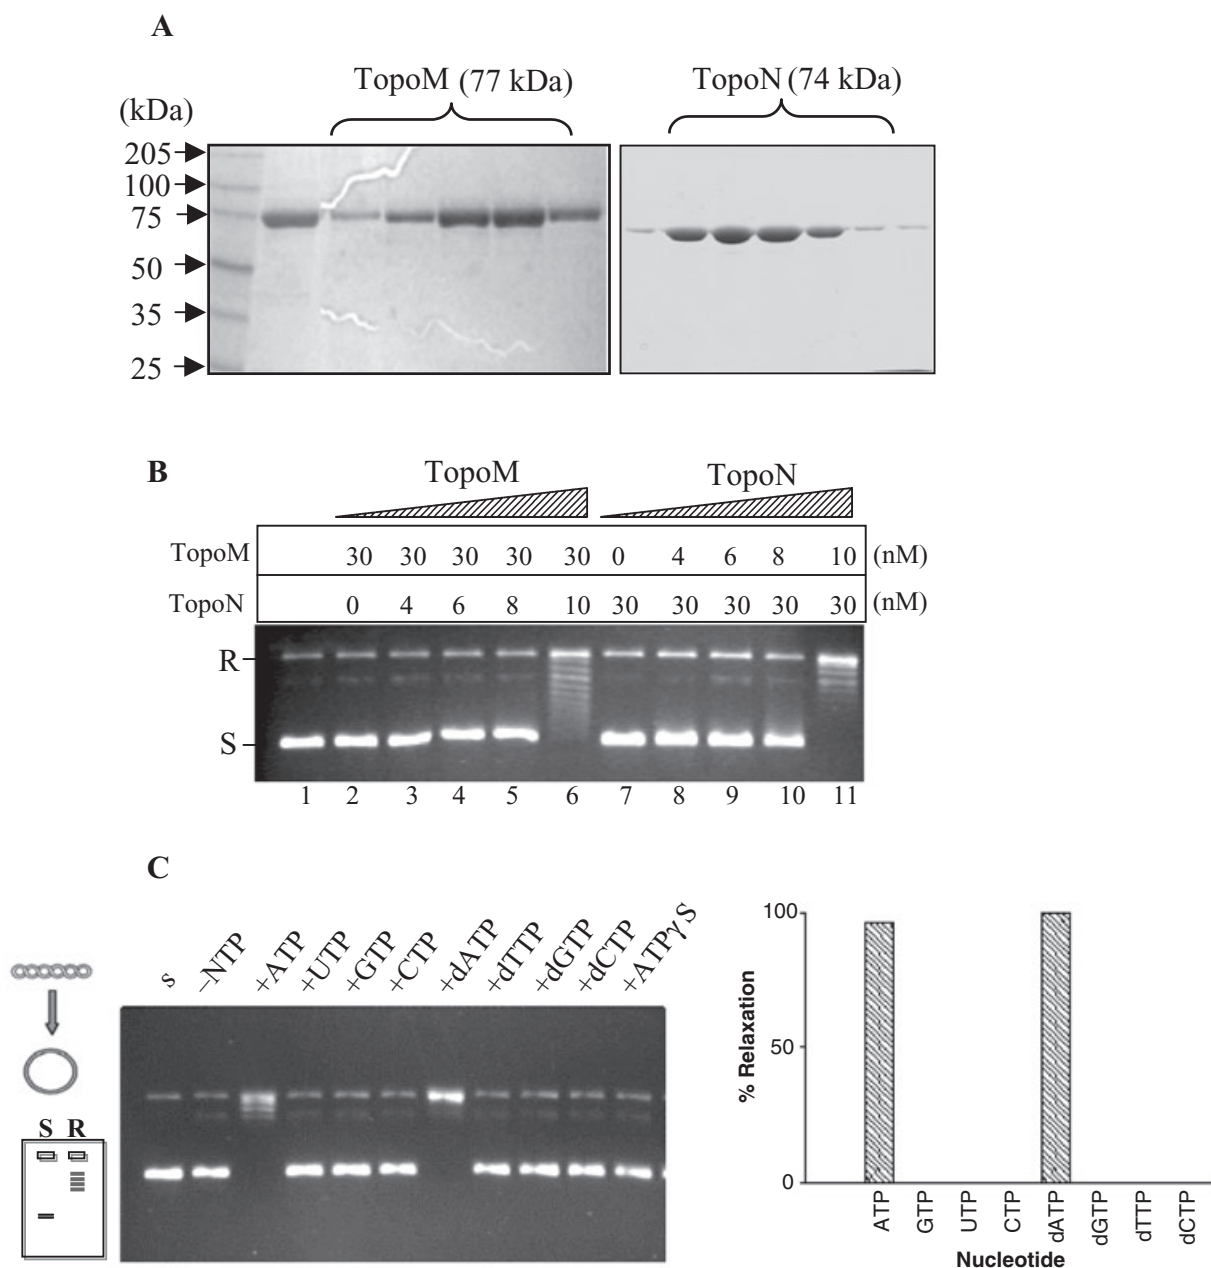 A
TopoM (77 kDa)
TopoN (74 kDa)
(kDa)
205
100
75
50
35
25
B
TopoM
TopoN
TopoM 30 30 30 30 30 0 4 6 8 10 (nM)
TopoN 0 4 6 8 10 30 30 30 30 30 (nM)
R
S
1 2 3 4 5 6 7 8 9 10 11
C
s –NTP +ATP +UTP +GTP +CTP +dATP +dTTP +dGTP +dCTP +ATPγS
S R
% Relaxation
100
50
0
ATP GTP UTP CTP dATP dGTP dTTP dCTP
Nucleotide